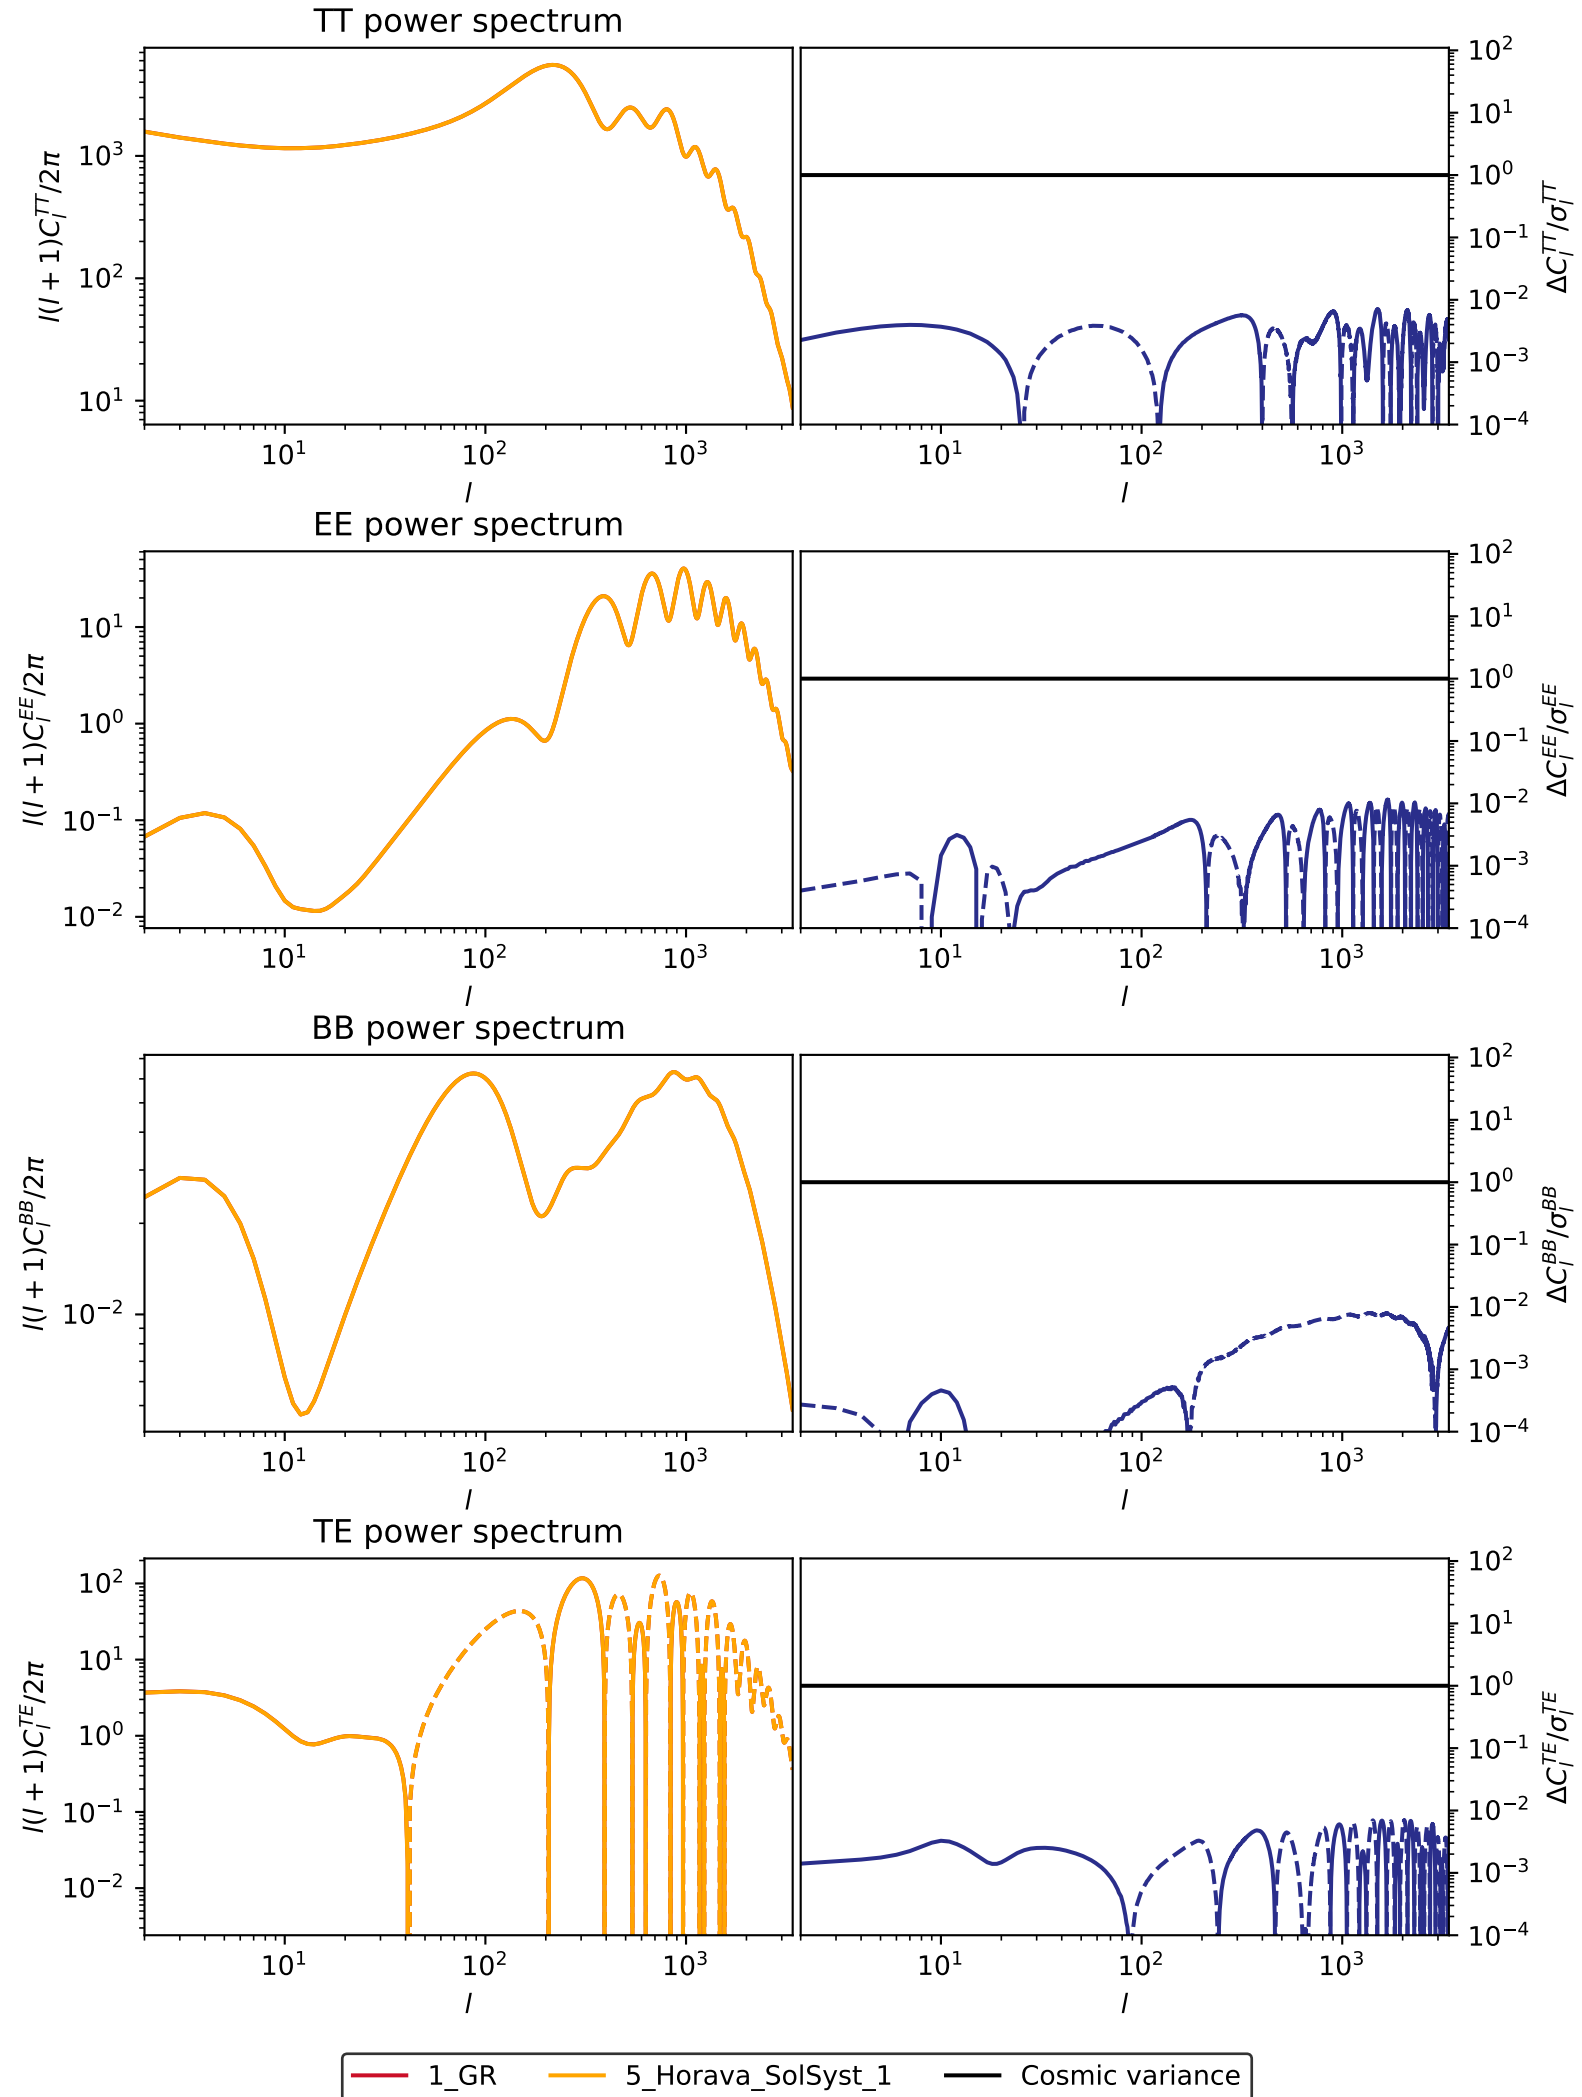 TT power spectrum
l(l + 1)C_l^{TT}/2π
10^3
10^2
10^1
10^1 10^2 10^3
l
10^1 10^2 10^3
l
10^2
10^1
10^0
10^{-1}
10^{-2}
10^{-3}
10^{-4}
ΔC_l^{TT}/σ_l^{TT}
EE power spectrum
l(l + 1)C_l^{EE}/2π
10^1
10^0
10^{-1}
10^{-2}
10^1 10^2 10^3
l
10^1 10^2 10^3
l
10^2
10^1
10^0
10^{-1}
10^{-2}
10^{-3}
10^{-4}
ΔC_l^{EE}/σ_l^{EE}
BB power spectrum
l(l + 1)C_l^{BB}/2π
10^{-2}
10^1 10^2 10^3
l
10^1 10^2 10^3
l
10^2
10^1
10^0
10^{-1}
10^{-2}
10^{-3}
10^{-4}
ΔC_l^{BB}/σ_l^{BB}
TE power spectrum
l(l + 1)C_l^{TE}/2π
10^2
10^1
10^0
10^{-1}
10^{-2}
10^1 10^2 10^3
l
10^1 10^2 10^3
l
10^2
10^1
10^0
10^{-1}
10^{-2}
10^{-3}
10^{-4}
ΔC_l^{TE}/σ_l^{TE}
1_GR 5_Horava_SolSyst_1 Cosmic variance